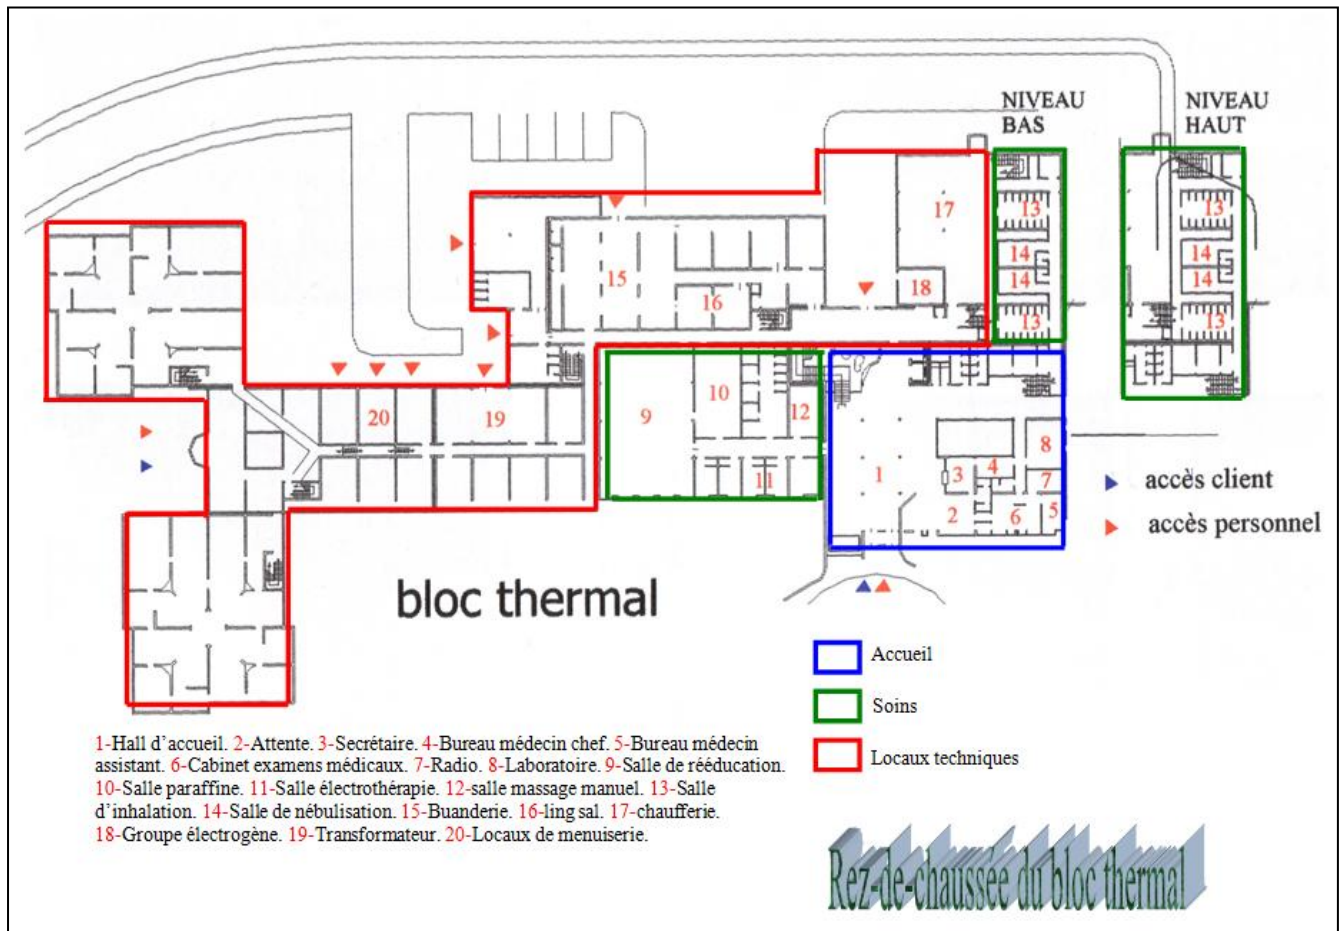 NIVEAU
BAS
NIVEAU
HAUT
17
13
13
15
16
18
14
14
14
14
13
13
20
19
9
10
12
11
1
3
4
8
7
2
6
5
accès client
accès personnel
bloc thermal
Accueil
Soins
Locaux techniques
1-Hall d’accueil. 2-Attente. 3-Secrétaire. 4-Bureau médecin chef. 5-Bureau médecin
assistant. 6-Cabinet examens médicaux. 7-Radio. 8-Laboratoire. 9-Salle de rééducation.
10-Salle paraffine. 11-Salle électrothérapie. 12-salle massage manuel. 13-Salle
d’inhalation. 14-Salle de nébulisation. 15-Buanderie. 16-ling sal. 17-chaufferie.
18-Groupe électrogène. 19-Transformateur. 20-Locaux de menuiserie.
Rez-de-chaussée du bloc thermal